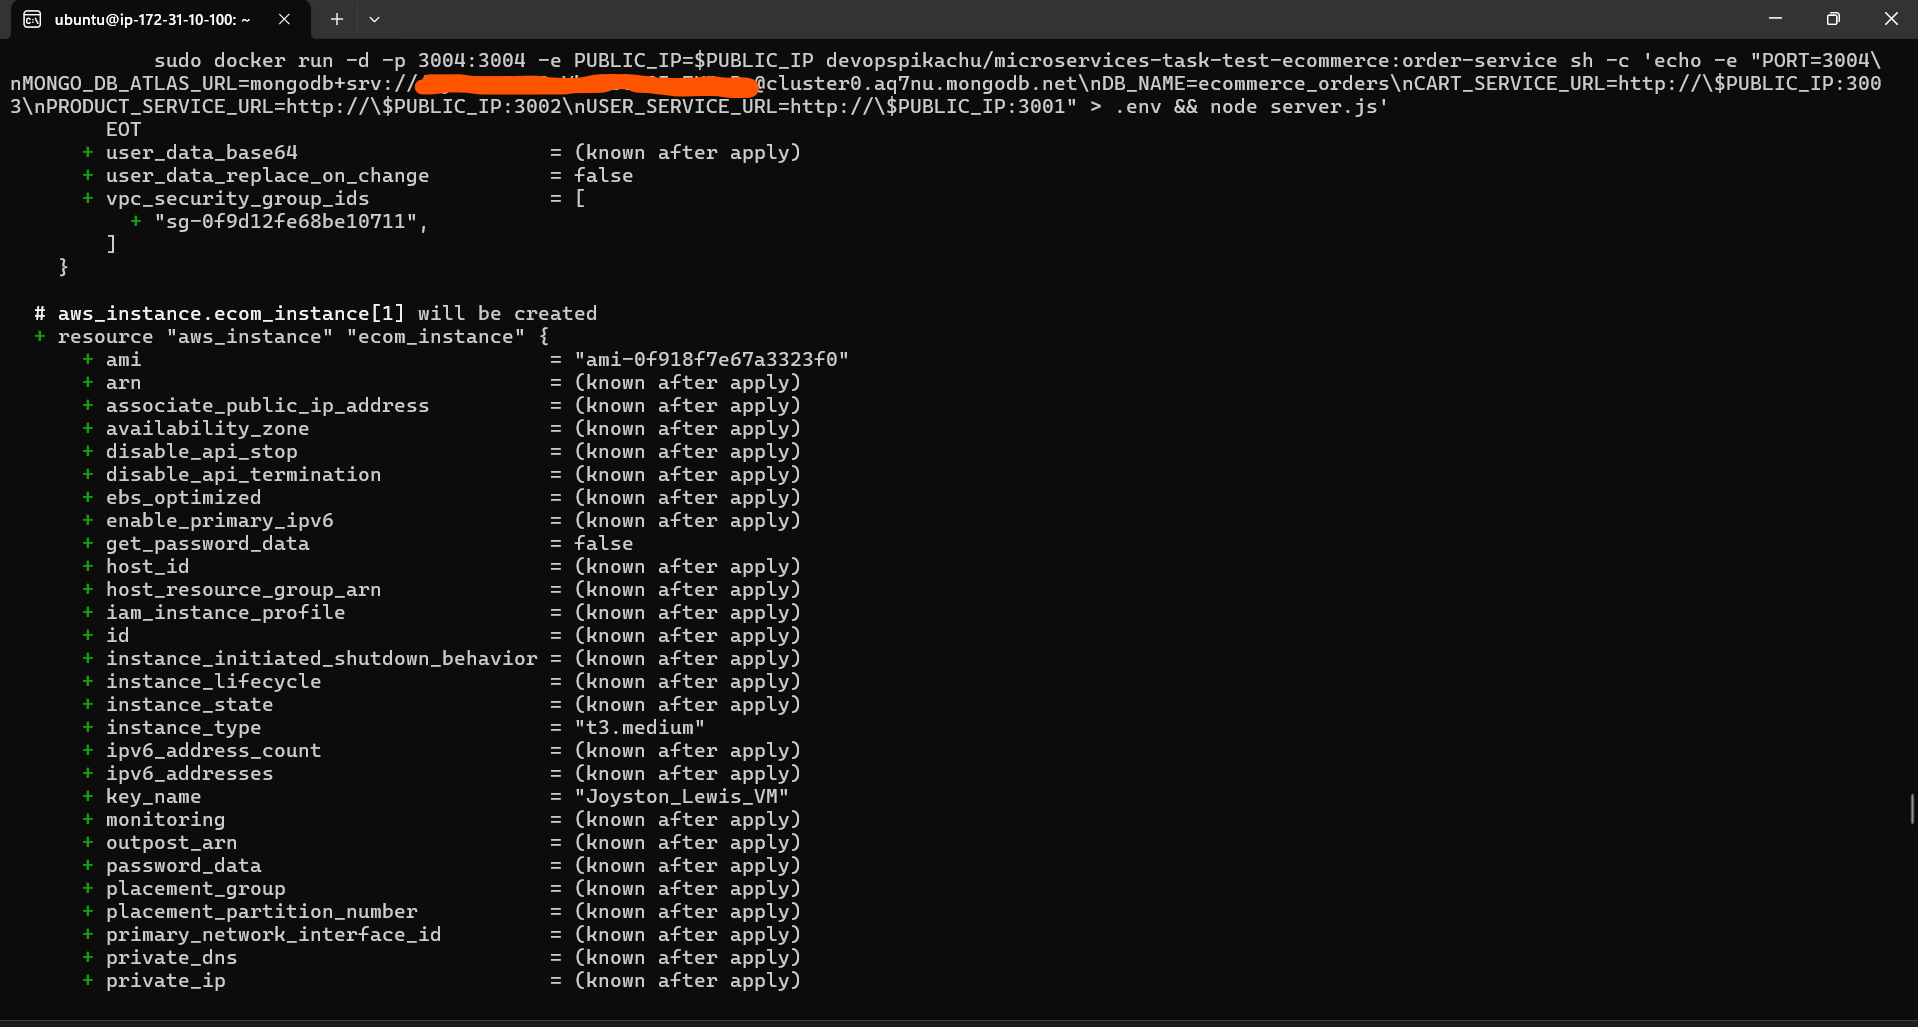 ubuntu@ip-172-31-10-100: ~
sudo docker run -d -p 3004:3004 -e PUBLIC_IP=$PUBLIC_IP devopspikachu/microservices-task-test-ecommerce:order-service sh -c 'echo -e "PORT=3004\
nMONGO_DB_ATLAS_URL=mongodb+srv://@cluster0.aq7nu.mongodb.net\nDB_NAME=ecommerce_orders\nCART_SERVICE_URL=http://\$PUBLIC_IP:300
3\nPRODUCT_SERVICE_URL=http://\$PUBLIC_IP:3002\nUSER_SERVICE_URL=http://\$PUBLIC_IP:3001" > .env && node server.js'
EOT
+ user_data_base64 = (known after apply)
+ user_data_replace_on_change = false
+ vpc_security_group_ids = [
+ "sg-0f9d12fe68be10711",
]
}
# aws_instance.ecom_instance[1] will be created
+ resource "aws_instance" "ecom_instance" {
+ ami = "ami-0f918f7e67a3323f0"
+ arn = (known after apply)
+ associate_public_ip_address = (known after apply)
+ availability_zone = (known after apply)
+ disable_api_stop = (known after apply)
+ disable_api_termination = (known after apply)
+ ebs_optimized = (known after apply)
+ enable_primary_ipv6 = (known after apply)
+ get_password_data = false
+ host_id = (known after apply)
+ host_resource_group_arn = (known after apply)
+ iam_instance_profile = (known after apply)
+ id = (known after apply)
+ instance_initiated_shutdown_behavior = (known after apply)
+ instance_lifecycle = (known after apply)
+ instance_state = (known after apply)
+ instance_type = "t3.medium"
+ ipv6_address_count = (known after apply)
+ ipv6_addresses = (known after apply)
+ key_name = "Joyston_Lewis_VM"
+ monitoring = (known after apply)
+ outpost_arn = (known after apply)
+ password_data = (known after apply)
+ placement_group = (known after apply)
+ placement_partition_number = (known after apply)
+ primary_network_interface_id = (known after apply)
+ private_dns = (known after apply)
+ private_ip = (known after apply)